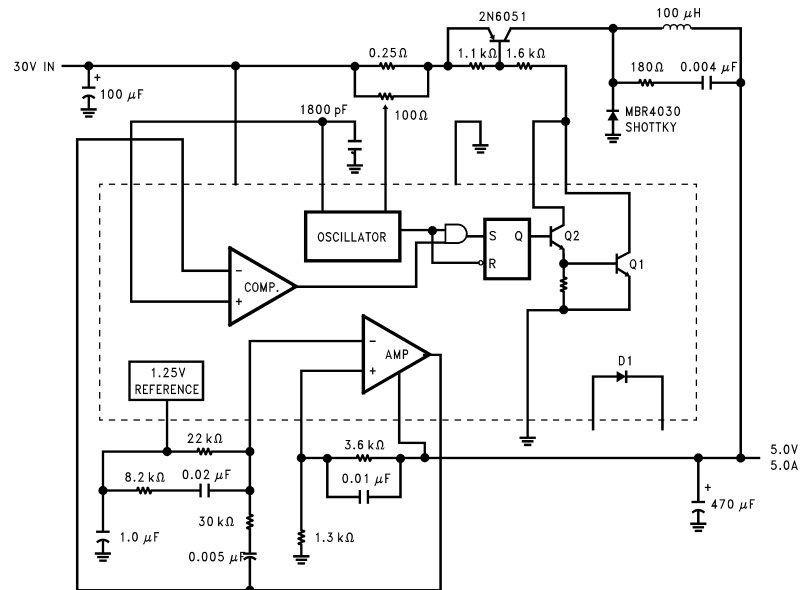 2N6051
100 μH
30V IN
0.25Ω
1.1 kΩ
1.6 kΩ
180Ω
0.004 μF
+
100 μF
1800 pF
100Ω
MBR4030
SHOTTKY
OSCILLATOR
S Q
R
Q2
Q1
−
COMP.
+
−
AMP
+
1.25V
REFERENCE
D1
22 kΩ
3.6 kΩ
5.0V
5.0A
8.2 kΩ
0.02 μF
0.01 μF
+
470 μF
1.0 μF
30 kΩ
1.3 kΩ
0.005 μF